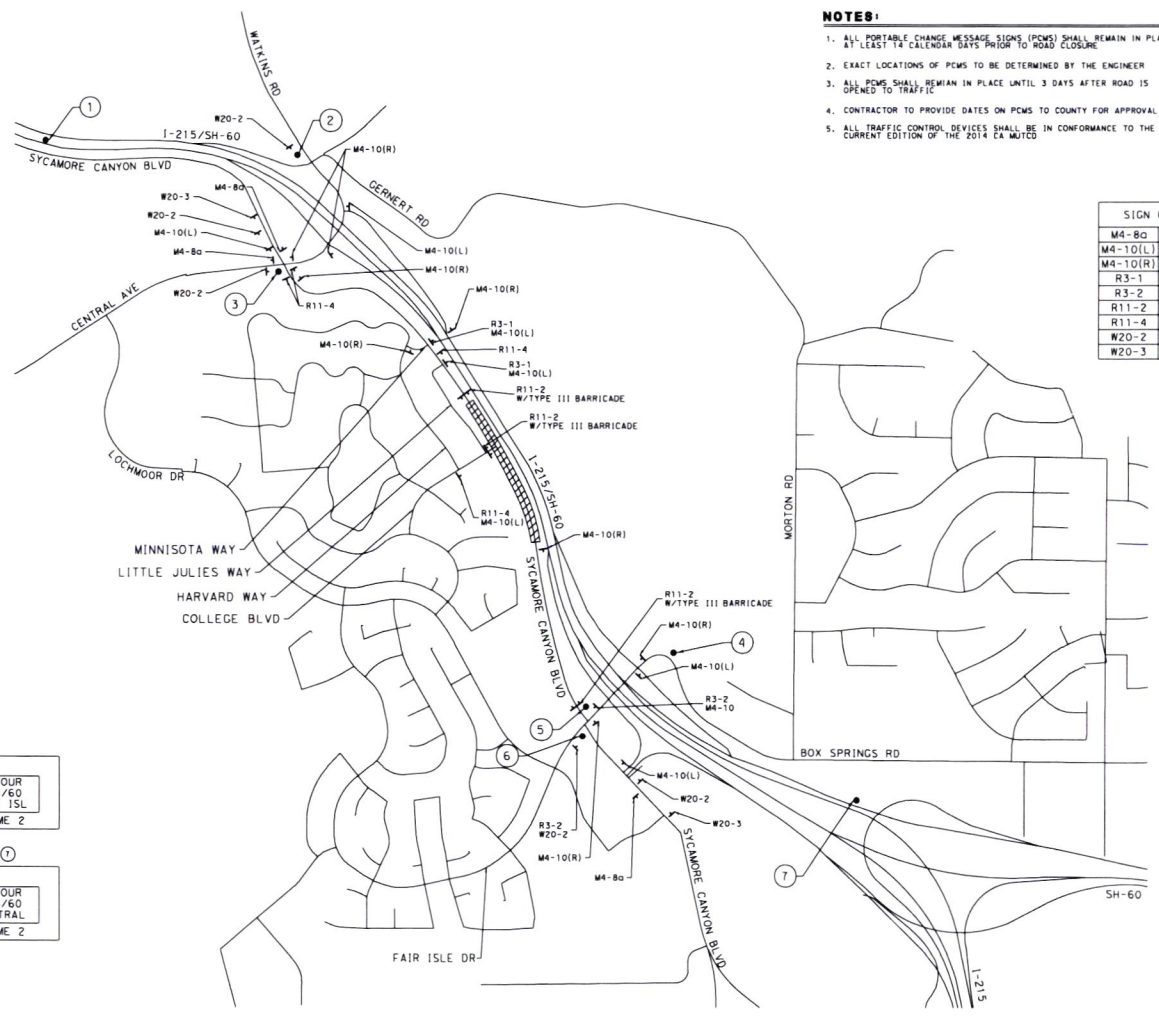 NOTES:
1. ALL PORTABLE CHANGE MESSAGE SIGNS (PCMS) SHALL REMAIN IN PLA
AT LEAST 14 CALENDAR DAYS PRIOR TO ROAD CLOSURE
2. EXACT LOCATIONS OF PCMS TO BE DETERMINED BY THE ENGINEER
3. ALL PCMS SHALL REMIAN IN PLACE UNTIL 3 DAYS AFTER ROAD IS
OPENED TO TRAFFIC
4. CONTRACTOR TO PROVIDE DATES ON PCMS TO COUNTY FOR APPROVAL
5. ALL TRAFFIC CONTROL DEVICES SHALL BE IN CONFORMANCE TO THE
CURRENT EDITION OF THE 2014 CA MUTCD
SIGN
M4-8a
M4-10(L)
M4-10(R)
R3-1
R3-2
R11-2
R11-4
W20-2
W20-3
WATKINS RD
1
W20-2
2
I-215/SH-60
SYCAMORE CANYON BLVD
M4-10(R)
M4-8a
GERNERT RD
W20-3
W20-2
M4-10(L)
M4-8a
M4-10(L)
M4-10(R)
W20-2
3
R11-4
CENTRAL AVE
M4-10(R)
M4-10(R)
R3-1
M4-10(L)
R11-4
R3-1
M4-10(L)
R11-2
W/TYPE III BARRICADE
R11-2
W/TYPE III BARRICADE
LOCHMOOR DR
I-215/SH-60
MORTON RD
R11-4
M4-10(L)
M4-10(R)
MINNISOTA WAY
LITTLE JULIES WAY
HARVARD WAY
COLLEGE BLVD
SYCAMORE CANYON BLVD
R11-2
W/TYPE III BARRICADE
M4-10(R)
4
M4-10(L)
R3-2
M4-10
5
6
BOX SPRINGS RD
M4-10(L)
W20-2
W20-3
R3-2
W20-2
M4-10(R)
M4-8a
7
SYCAMORE CANYON BLVD
SH-60
FAIR ISLE DR
I-215
OUR
/60
ISL
ME 2
7
OUR
/60
TRAL
ME 2